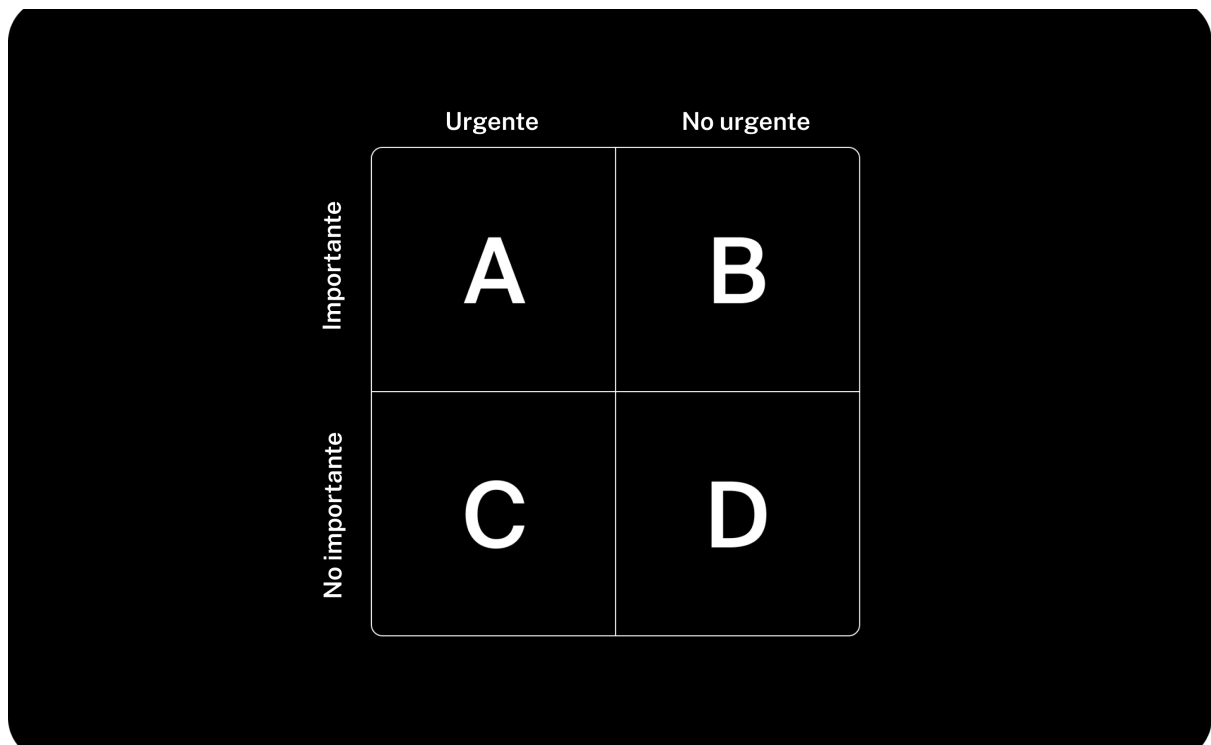 Urgente No urgente
Importante
A B
No importante
C D